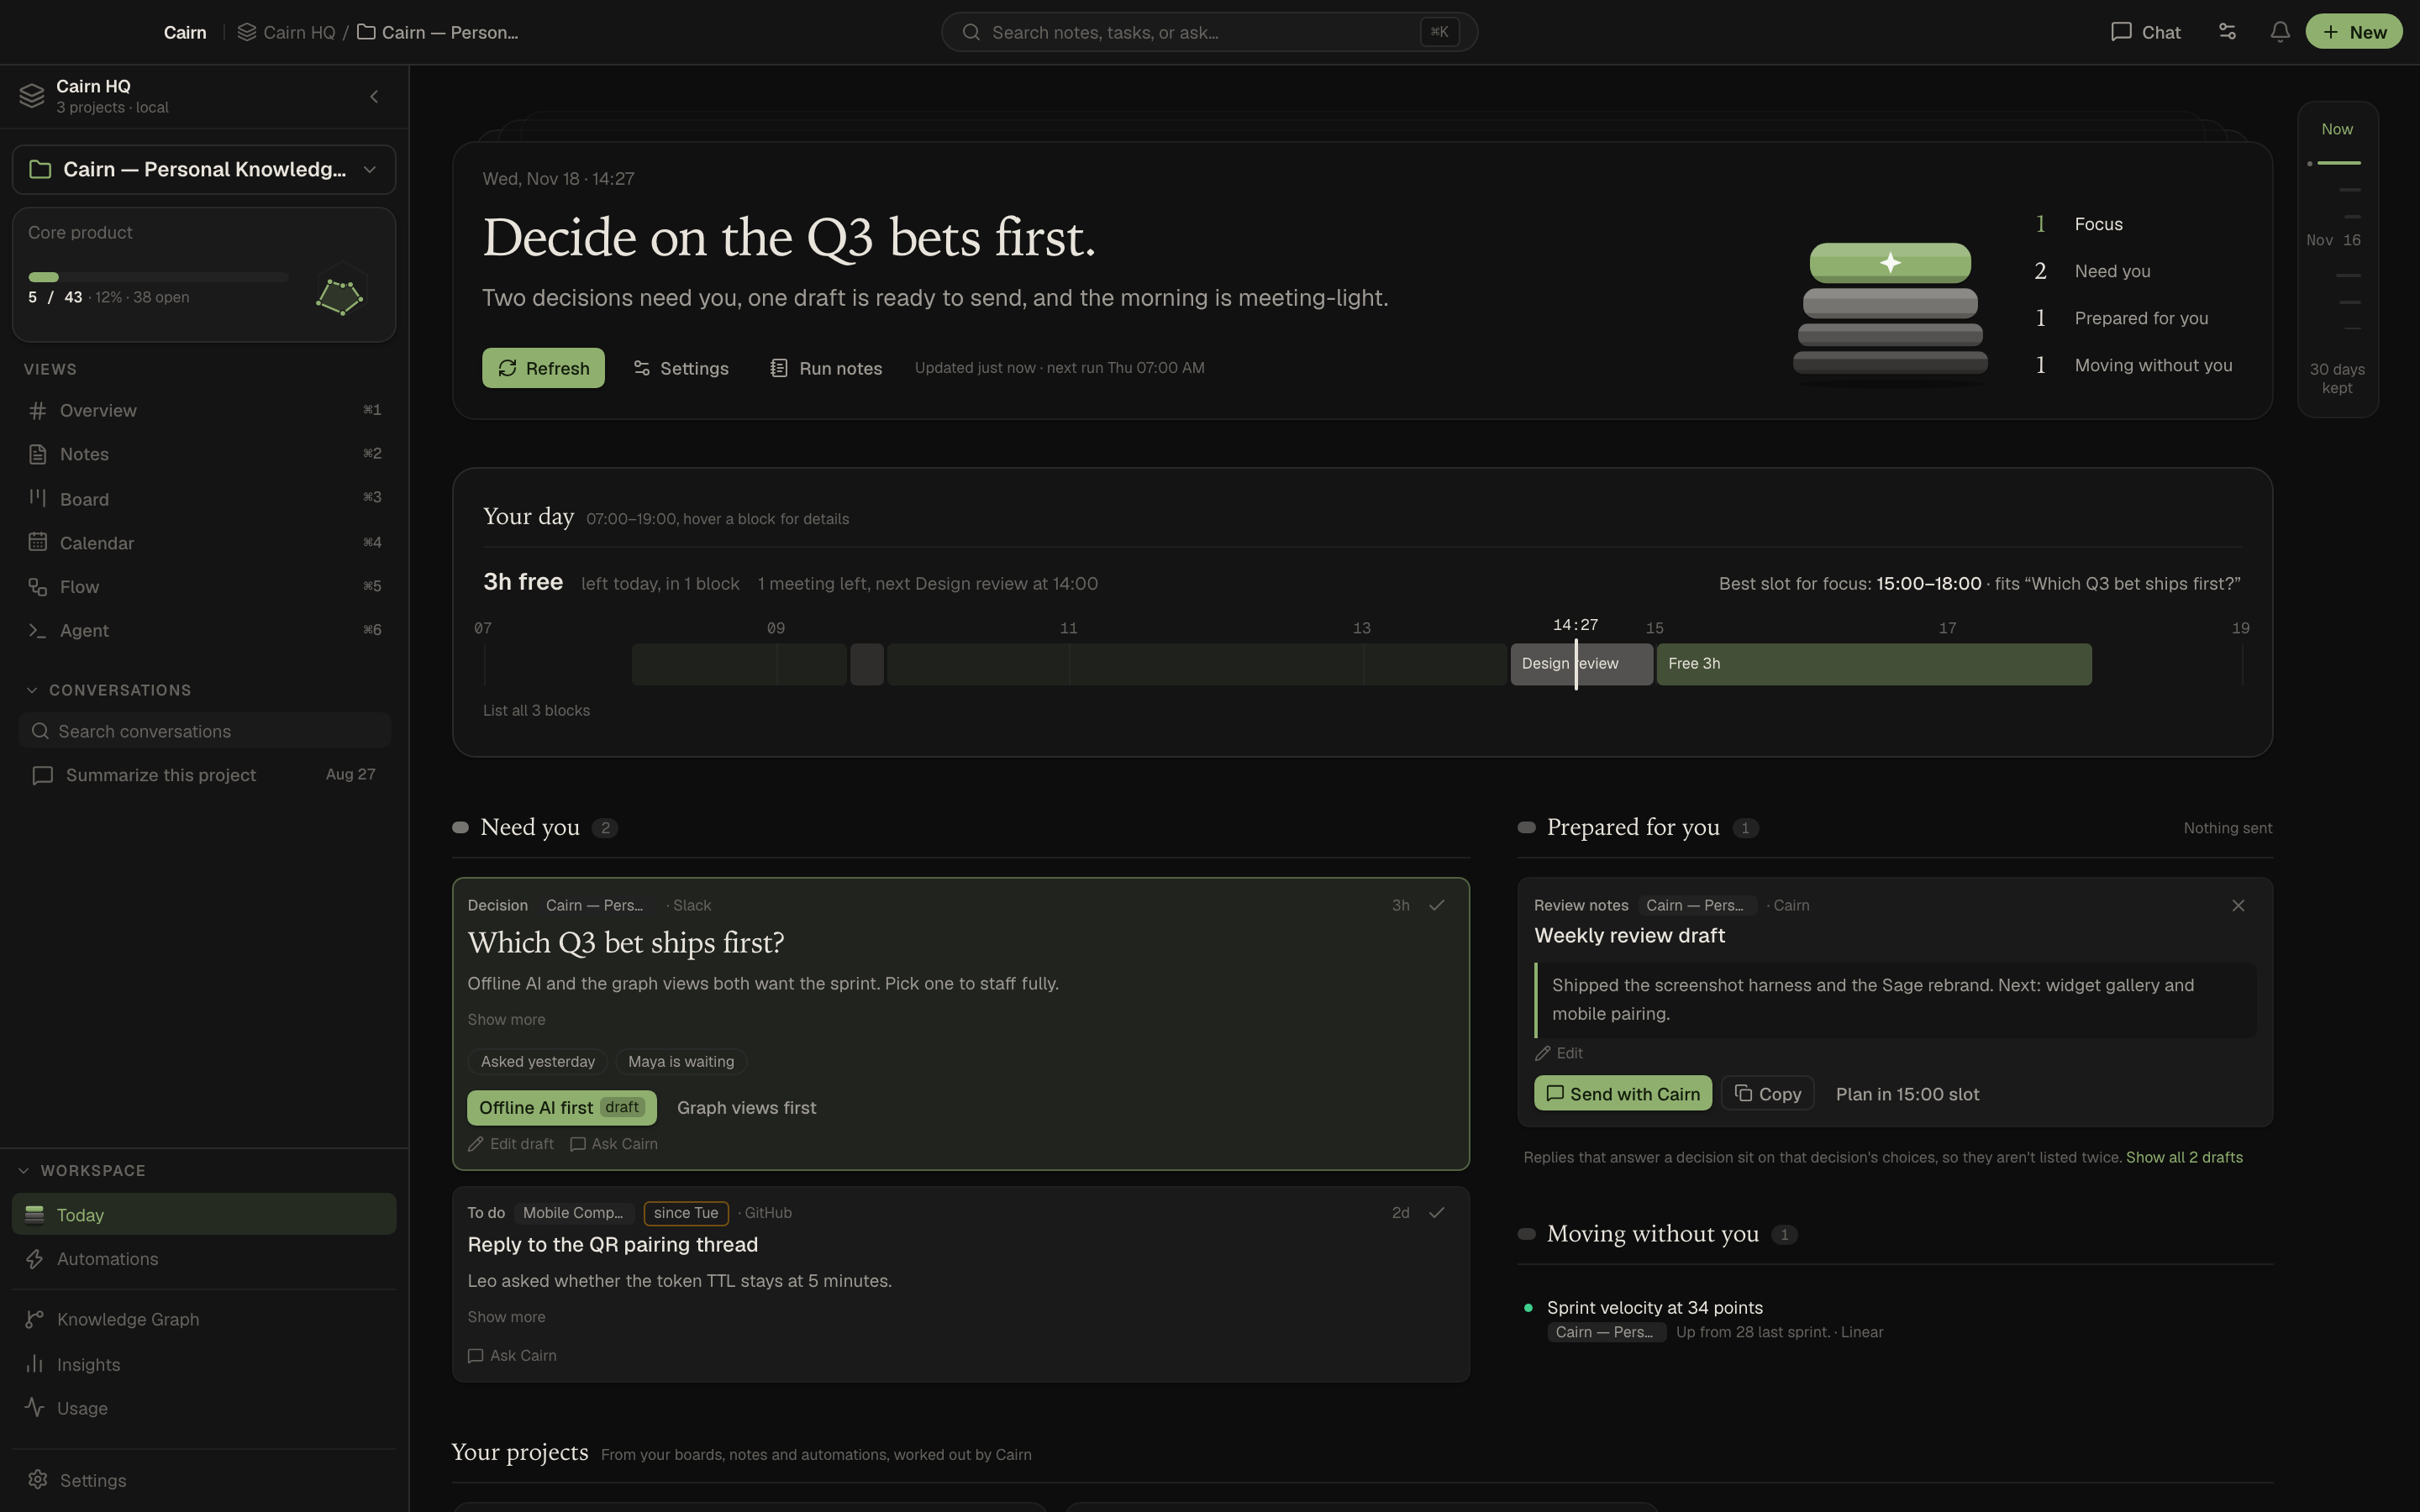 Cairn
Cairn HQ / Cairn — Person...
Search notes, tasks, or ask...
⌘K
Chat
New
Cairn HQ
3 projects · local
Cairn — Personal Knowledg...
Core product
5 / 43 · 12% · 38 open
VIEWS
Overview ⌘1
Notes ⌘2
Board ⌘3
Calendar ⌘4
Flow ⌘5
Agent ⌘6
CONVERSATIONS
Search conversations
Summarize this project Aug 27
WORKSPACE
Today
Automations
Knowledge Graph
Insights
Usage
Settings
Wed, Nov 18 · 14:27
Decide on the Q3 bets first.
Two decisions need you, one draft is ready to send, and the morning is meeting-light.
Refresh
Settings
Run notes
Updated just now · next run Thu 07:00 AM
1 Focus
2 Need you
1 Prepared for you
1 Moving without you
Now
Nov 16
30 days
kept
Your day 07:00–19:00, hover a block for details
3h free left today, in 1 block 1 meeting left, next Design review at 14:00
Best slot for focus: 15:00–18:00 · fits “Which Q3 bet ships first?”
07 09 11 13 14:27 15 17 19
Design review
Free 3h
List all 3 blocks
Need you 2
Decision Cairn — Pers... · Slack 3h
Which Q3 bet ships first?
Offline AI and the graph views both want the sprint. Pick one to staff fully.
Show more
Asked yesterday
Maya is waiting
Offline AI first draft
Graph views first
Edit draft
Ask Cairn
To do Mobile Comp... since Tue · GitHub 2d
Reply to the QR pairing thread
Leo asked whether the token TTL stays at 5 minutes.
Show more
Ask Cairn
Prepared for you 1
Nothing sent
Review notes Cairn — Pers... · Cairn
Weekly review draft
Shipped the screenshot harness and the Sage rebrand. Next: widget gallery and
mobile pairing.
Edit
Send with Cairn
Copy
Plan in 15:00 slot
Replies that answer a decision sit on that decision's choices, so they aren't listed twice. Show all 2 drafts
Moving without you 1
Sprint velocity at 34 points
Cairn — Pers... Up from 28 last sprint. · Linear
Your projects From your boards, notes and automations, worked out by Cairn